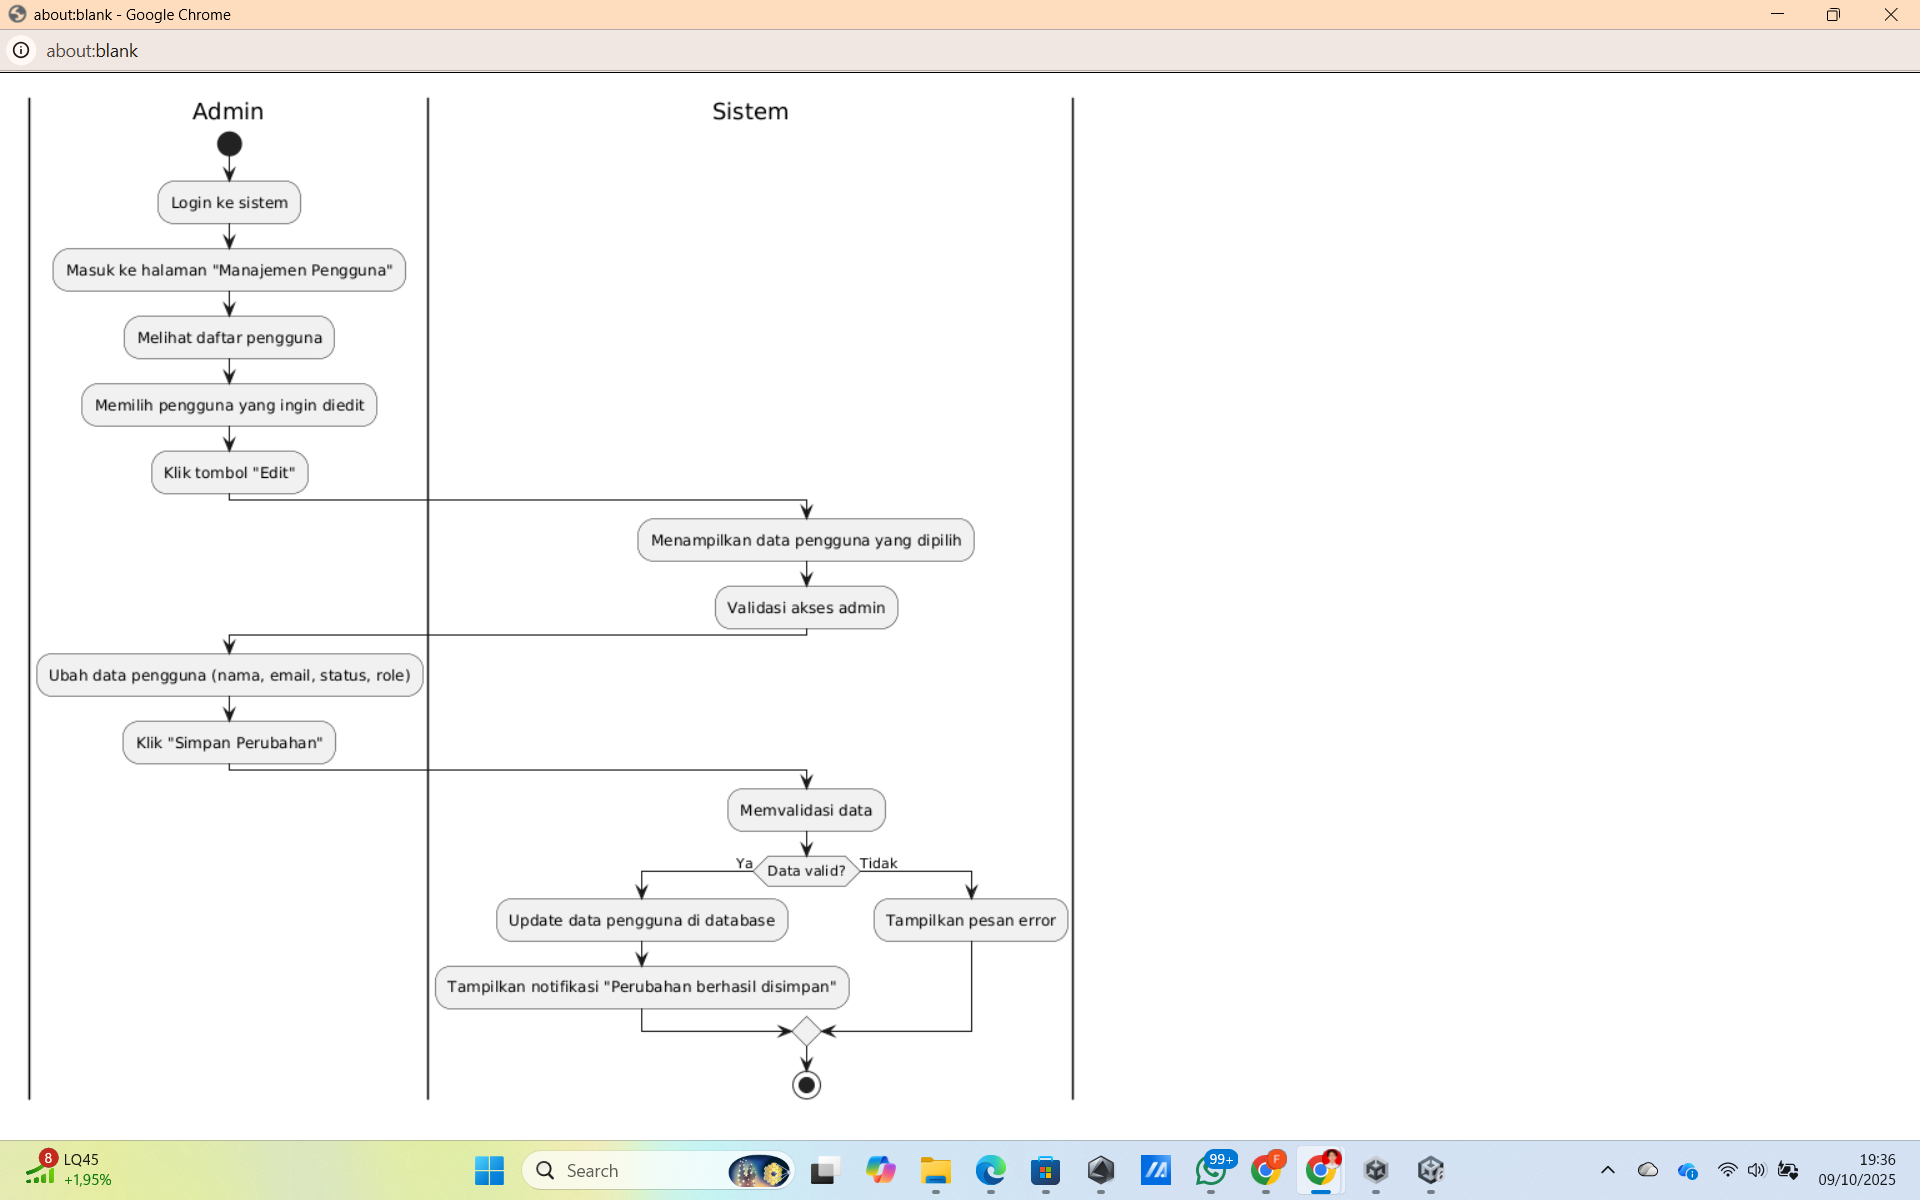 about:blank - Google Chrome
about:blank
Admin
Sistem
Login ke sistem
Masuk ke halaman "Manajemen Pengguna"
Melihat daftar pengguna
Memilih pengguna yang ingin diedit
Klik tombol "Edit"
Menampilkan data pengguna yang dipilih
Validasi akses admin
Ubah data pengguna (nama, email, status, role)
Klik "Simpan Perubahan"
Memvalidasi data
Ya
Data valid?
Tidak
Update data pengguna di database
Tampilkan pesan error
Tampilkan notifikasi "Perubahan berhasil disimpan"
8
LQ45
+1,95%
Search
99+
F
19:36
09/10/2025